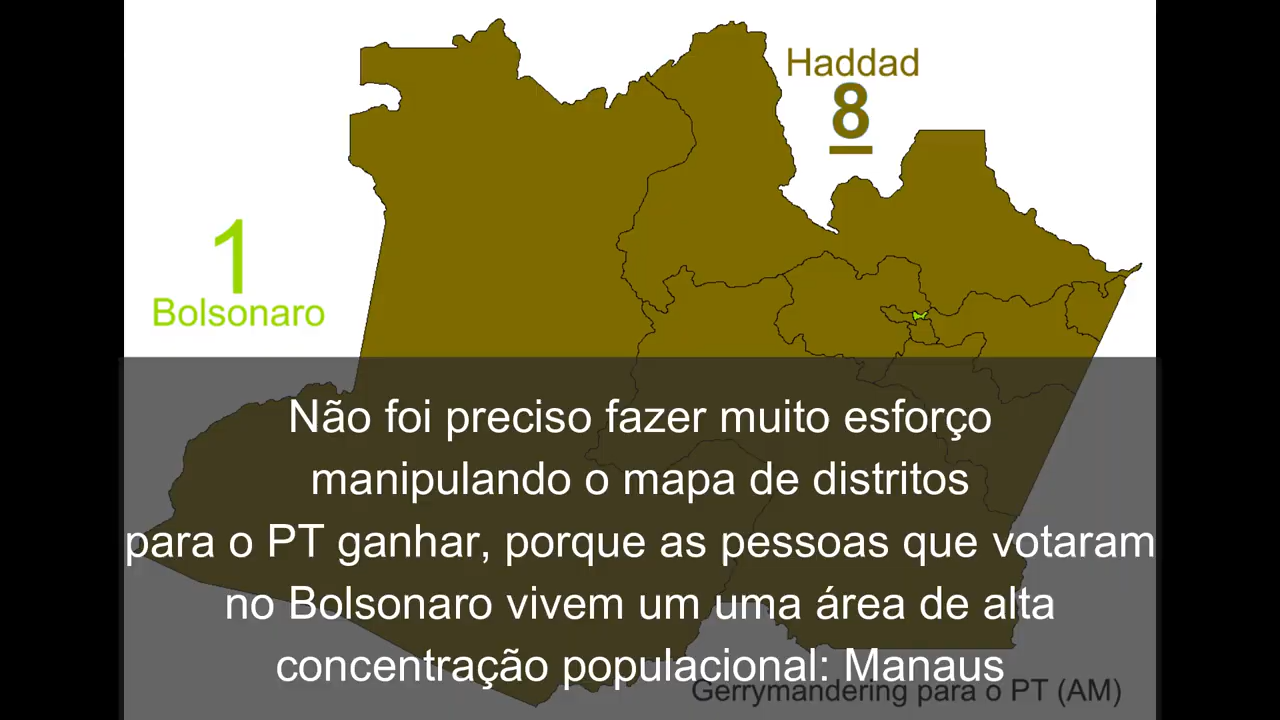 Haddad
8
1
Bolsonaro
Não foi preciso fazer muito esforço
manipulando o mapa de distritos
para o PT ganhar, porque as pessoas que votaram
no Bolsonaro vivem um uma área de alta
concentração populacional: Manaus
Gerrymandering para o PT (AM)